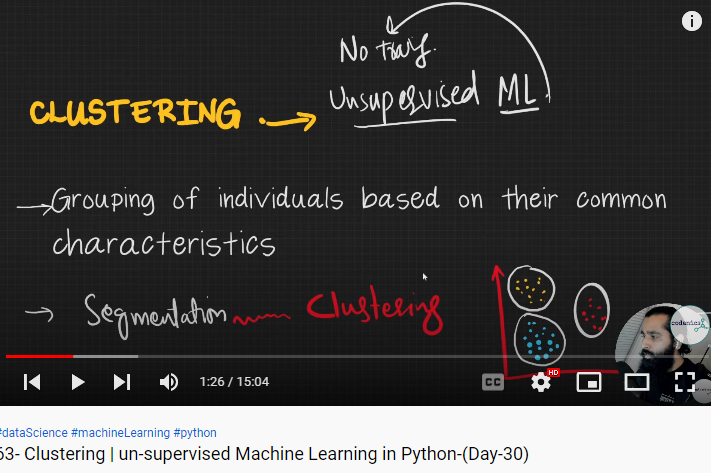 No
Unsupervised ML
CLUSTERING
Grouping of individuals based on their common
characteristics
Segmentation
Clustering
codanics
1:26 / 15:04
CC
HD
#dataScience #machineLearning #python
63- Clustering | un-supervised Machine Learning in Python-(Day-30)